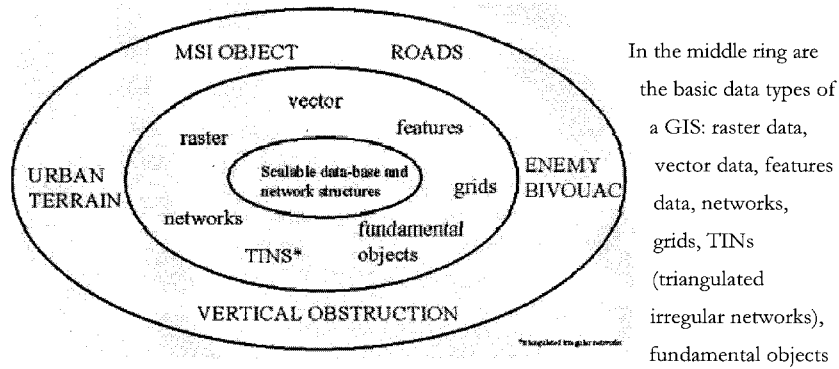 MSI OBJECT ROADS
vector
raster features
Scalable data-base and
network structures
URBAN
TERRAIN
ENEMY
BIVOUAC
grids
networks
fundamental
objects
TINS*
VERTICAL OBSTRUCTION
*triangulated irregular networks
In the middle ring are
the basic data types of
a GIS: raster data,
vector data, features
data, networks,
grids, TINs
(triangulated
irregular networks),
fundamental objects